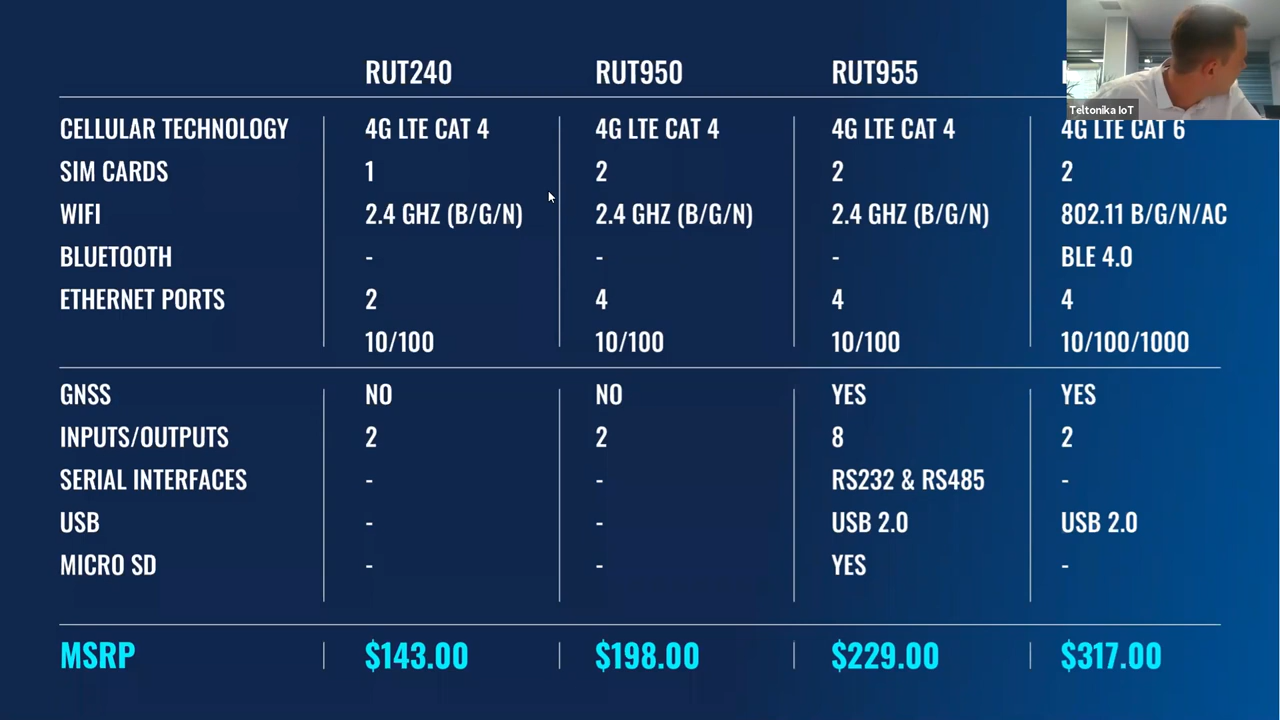 RUT240 RUT950 RUT955
Teltonika IoT
CELLULAR TECHNOLOGY 4G LTE CAT 4 4G LTE CAT 4 4G LTE CAT 4 4G LTE CAT 6
SIM CARDS 1 2 2 2
WIFI 2.4 GHZ (B/G/N) 2.4 GHZ (B/G/N) 2.4 GHZ (B/G/N) 802.11 B/G/N/AC
BLUETOOTH - - - BLE 4.0
ETHERNET PORTS 2 4 4 4
10/100 10/100 10/100 10/100/1000
GNSS NO NO YES YES
INPUTS/OUTPUTS 2 2 8 2
SERIAL INTERFACES - - RS232 & RS485 -
USB - - USB 2.0 USB 2.0
MICRO SD - - YES -
MSRP $143.00 $198.00 $229.00 $317.00